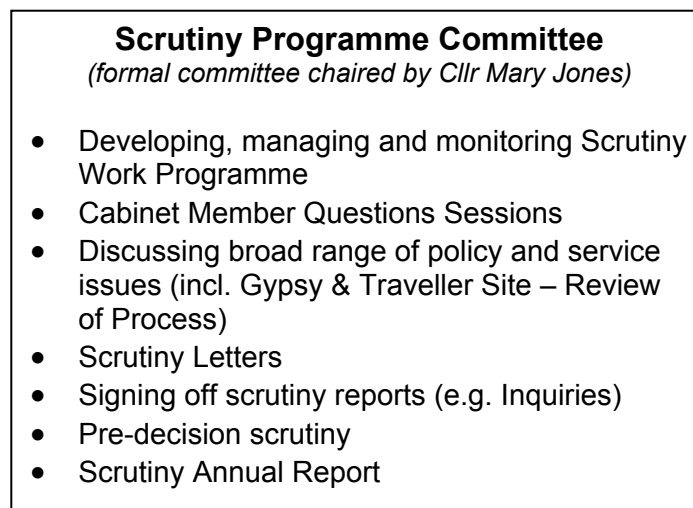 Scrutiny Programme Committee
(formal committee chaired by Cllr Mary Jones)
• Developing, managing and monitoring Scrutiny
Work Programme
• Cabinet Member Questions Sessions
• Discussing broad range of policy and service
issues (incl. Gypsy & Traveller Site – Review
of Process)
• Scrutiny Letters
• Signing off scrutiny reports (e.g. Inquiries)
• Pre-decision scrutiny
• Scrutiny Annual Report